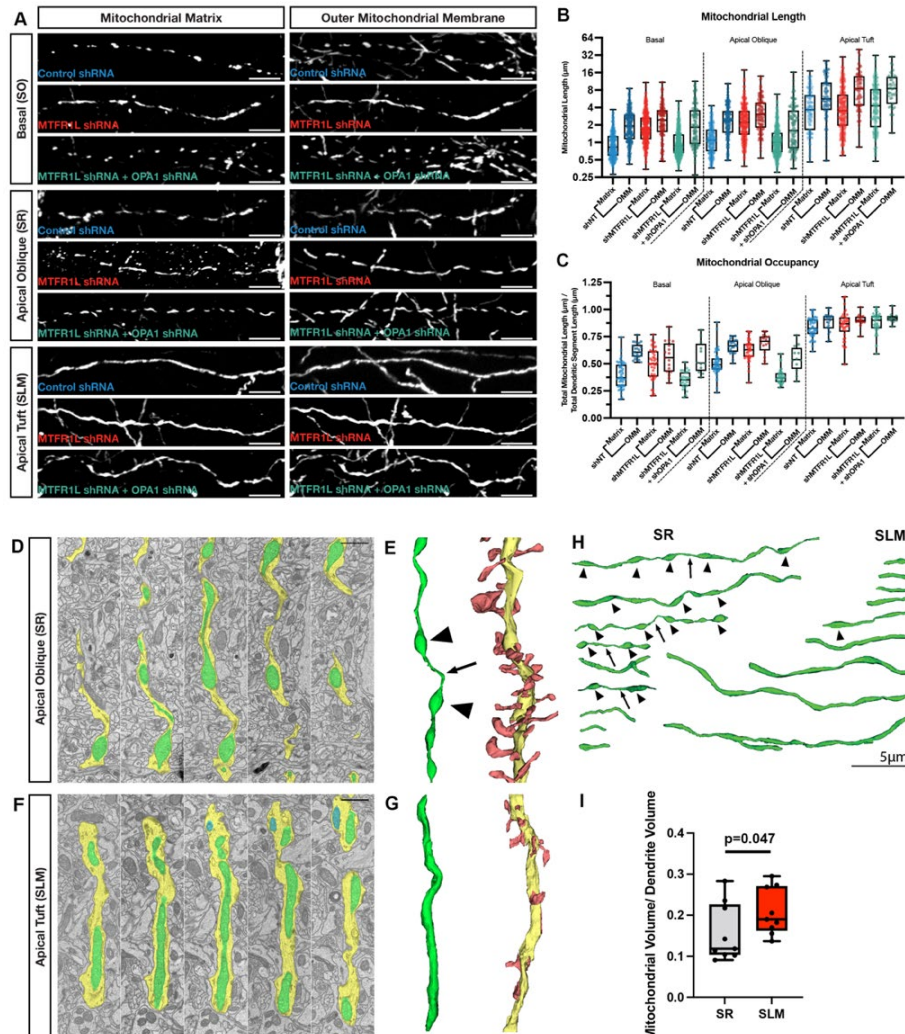 A
Mitochondrial Matrix
Outer Mitochondrial Membrane
Basal (SO)
Control shRNA
Control shRNA
MTFR1L shRNA
MTFR1L shRNA
MTFR1L shRNA + OPA1 shRNA
MTFR1L shRNA + OPA1 shRNA
Apical Oblique (SR)
Control shRNA
Control shRNA
MTFR1L shRNA
MTFR1L shRNA
MTFR1L shRNA + OPA1 shRNA
MTFR1L shRNA + OPA1 shRNA
Apical Tuft (SLM)
Control shRNA
Control shRNA
MTFR1L shRNA
MTFR1L shRNA
MTFR1L shRNA + OPA1 shRNA
MTFR1L shRNA + OPA1 shRNA
B
Mitochondrial Length
Basal
Apical Oblique
Apical Tuft
Mitochondrial Length (μm)
64
32
16
8
4
2
1
0.5
0.25
shNT Matrix OMM
shMTFR1L Matrix OMM
shMTFR1L + shOPA1 Matrix OMM
shNT Matrix OMM
shMTFR1L Matrix OMM
shMTFR1L + shOPA1 Matrix OMM
shNT Matrix OMM
shMTFR1L Matrix OMM
shMTFR1L + shOPA1 Matrix OMM
C
Mitochondrial Occupancy
Basal
Apical Oblique
Apical Tuft
Total Mitochondrial Length (μm) /
Total Dendritic Segment Length (μm)
1.25
1.00
0.75
0.50
0.25
0.00
shNT Matrix OMM
shMTFR1L Matrix OMM
shMTFR1L + shOPA1 Matrix OMM
shNT Matrix OMM
shMTFR1L Matrix OMM
shMTFR1L + shOPA1 Matrix OMM
shNT Matrix OMM
shMTFR1L Matrix OMM
shMTFR1L + shOPA1 Matrix OMM
D
Apical Oblique (SR)
E
F
Apical Tuft (SLM)
G
H
SR
SLM
5μm
I
p=0.047
Mitochondrial Volume/ Dendrite Volume
0.4
0.3
0.2
0.1
0.0
SR
SLM